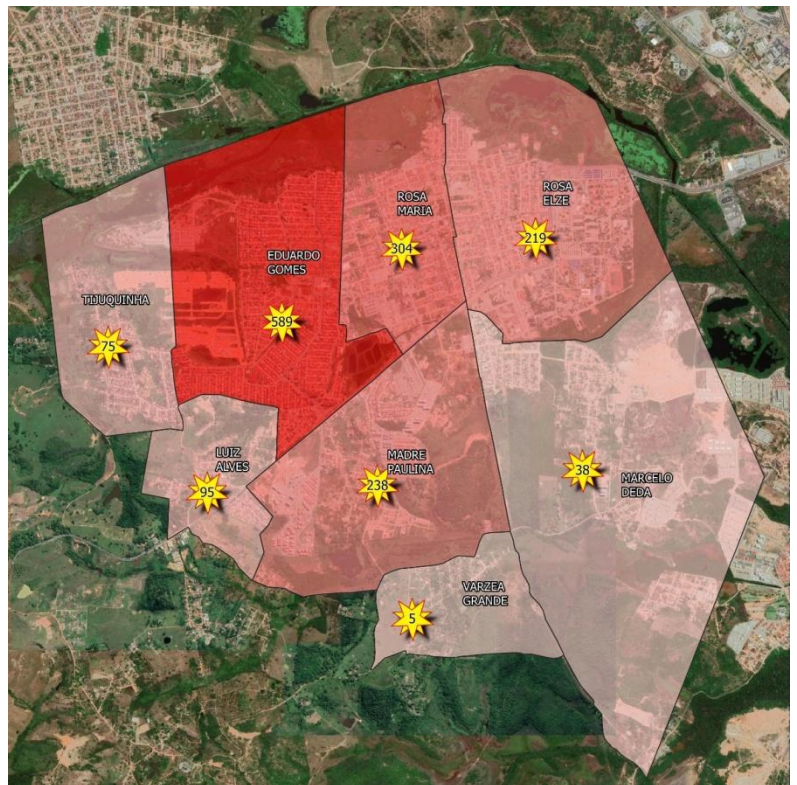 ROSA
MARIA
304
ROSA
ELZE
219
EDUARDO
GOMES
589
TIJUQUINHA
75
LUIZ
ALVES
95
MADRE
PAULINA
238
38
MARCELO
DEDA
VARZEA
GRANDE
5